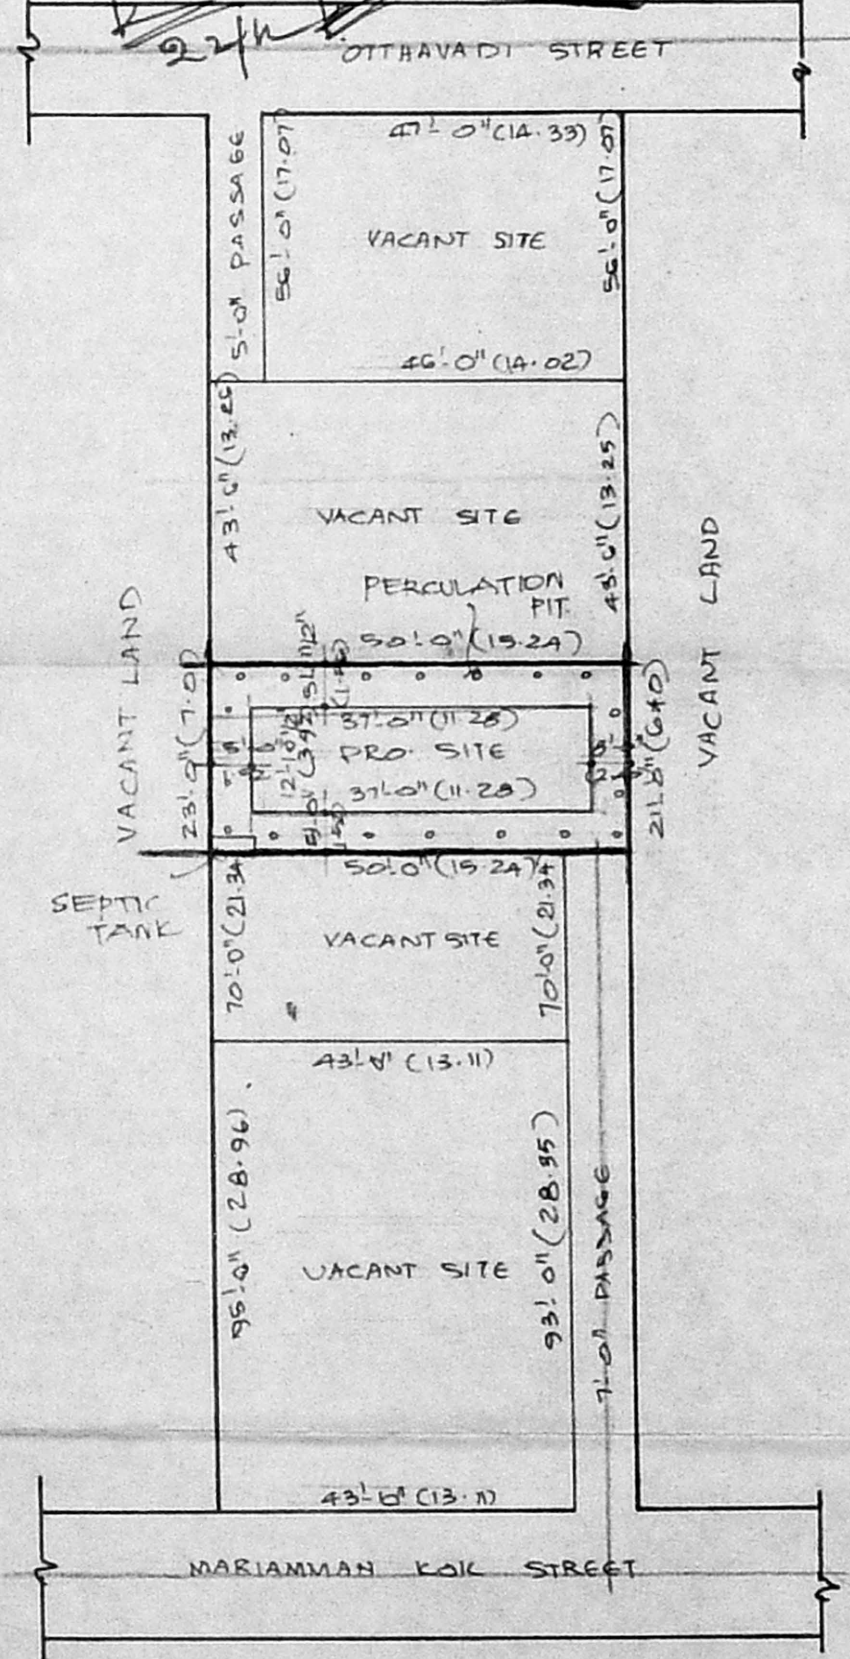 OTTHAVADI STREET
47'-0"(14.33)
5'-0" PASSAGE
56'-0"(17.07)
56'-0"(17.07)
VACANT SITE
46'-0"(14.02)
43'-6"(13.25)
43'-6"(13.25)
VACANT SITE
PERCULATION
PIT
50'-0"(15.24)
VACANT LAND
VACANT LAND
23'-0"(7.01)
37'-0"(11.28)
PRO. SITE
37'-0"(11.28)
50'-0"(15.24)
SEPTIC
TANK
70'-0"(21.34
VACANT SITE
70'-0"(21.34
43'-0" (13.11)
95'-0" (28.96)
VACANT SITE
93'-0"(28.35)
7'-0" PASSAGE
MARIAMMAN KOIL STREET